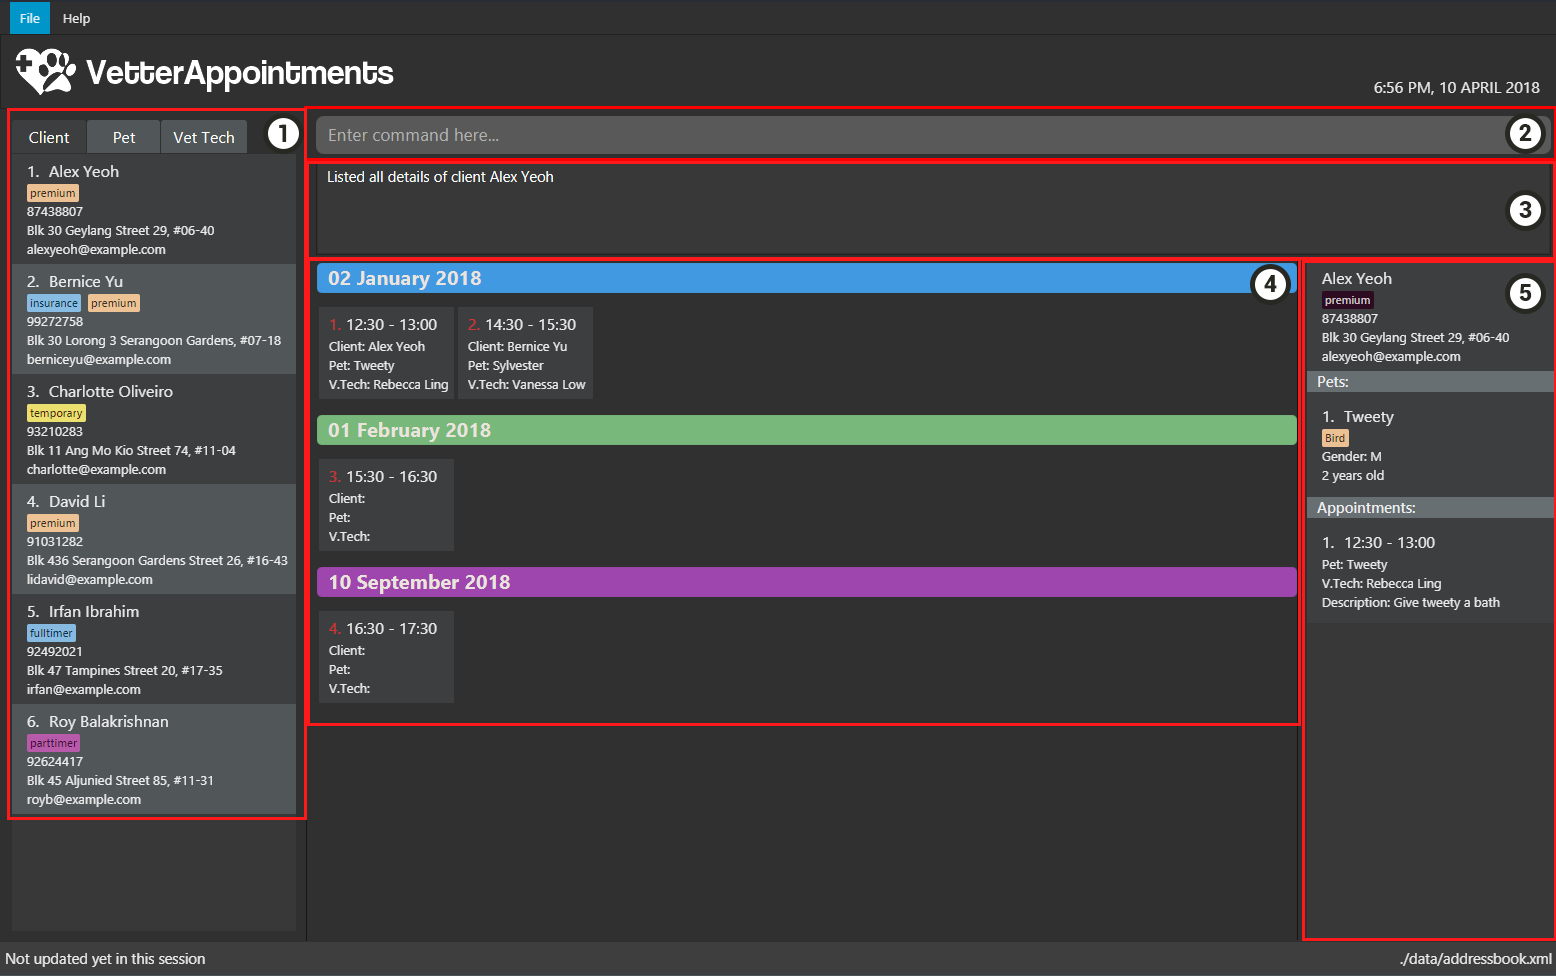 File Help
VetterAppointments
6:56 PM, 10 APRIL 2018
Client Pet Vet Tech 1
1. Alex Yeoh
premium
87438807
Blk 30 Geylang Street 29, #06-40
alexyeoh@example.com
2. Bernice Yu
insurance premium
99272758
Blk 30 Lorong 3 Serangoon Gardens, #07-18
berniceyu@example.com
3. Charlotte Oliveiro
temporary
93210283
Blk 11 Ang Mo Kio Street 74, #11-04
charlotte@example.com
4. David Li
premium
91031282
Blk 436 Serangoon Gardens Street 26, #16-43
lidavid@example.com
5. Irfan Ibrahim
fulltimer
92492021
Blk 47 Tampines Street 20, #17-35
irfan@example.com
6. Roy Balakrishnan
parttimer
92624417
Blk 45 Aljunied Street 85, #11-31
royb@example.com
Enter command here... 2
Listed all details of client Alex Yeoh
3
02 January 2018 4
1. 12:30 - 13:00
Client: Alex Yeoh
Pet: Tweety
V.Tech: Rebecca Ling
2. 14:30 - 15:30
Client: Bernice Yu
Pet: Sylvester
V.Tech: Vanessa Low
01 February 2018
3. 15:30 - 16:30
Client:
Pet:
V.Tech:
10 September 2018
4. 16:30 - 17:30
Client:
Pet:
V.Tech:
Alex Yeoh
5
premium
87438807
Blk 30 Geylang Street 29, #06-40
alexyeoh@example.com
Pets:
1. Tweety
Bird
Gender: M
2 years old
Appointments:
1. 12:30 - 13:00
Pet: Tweety
V.Tech: Rebecca Ling
Description: Give tweety a bath
Not updated yet in this session
./data/addressbook.xml